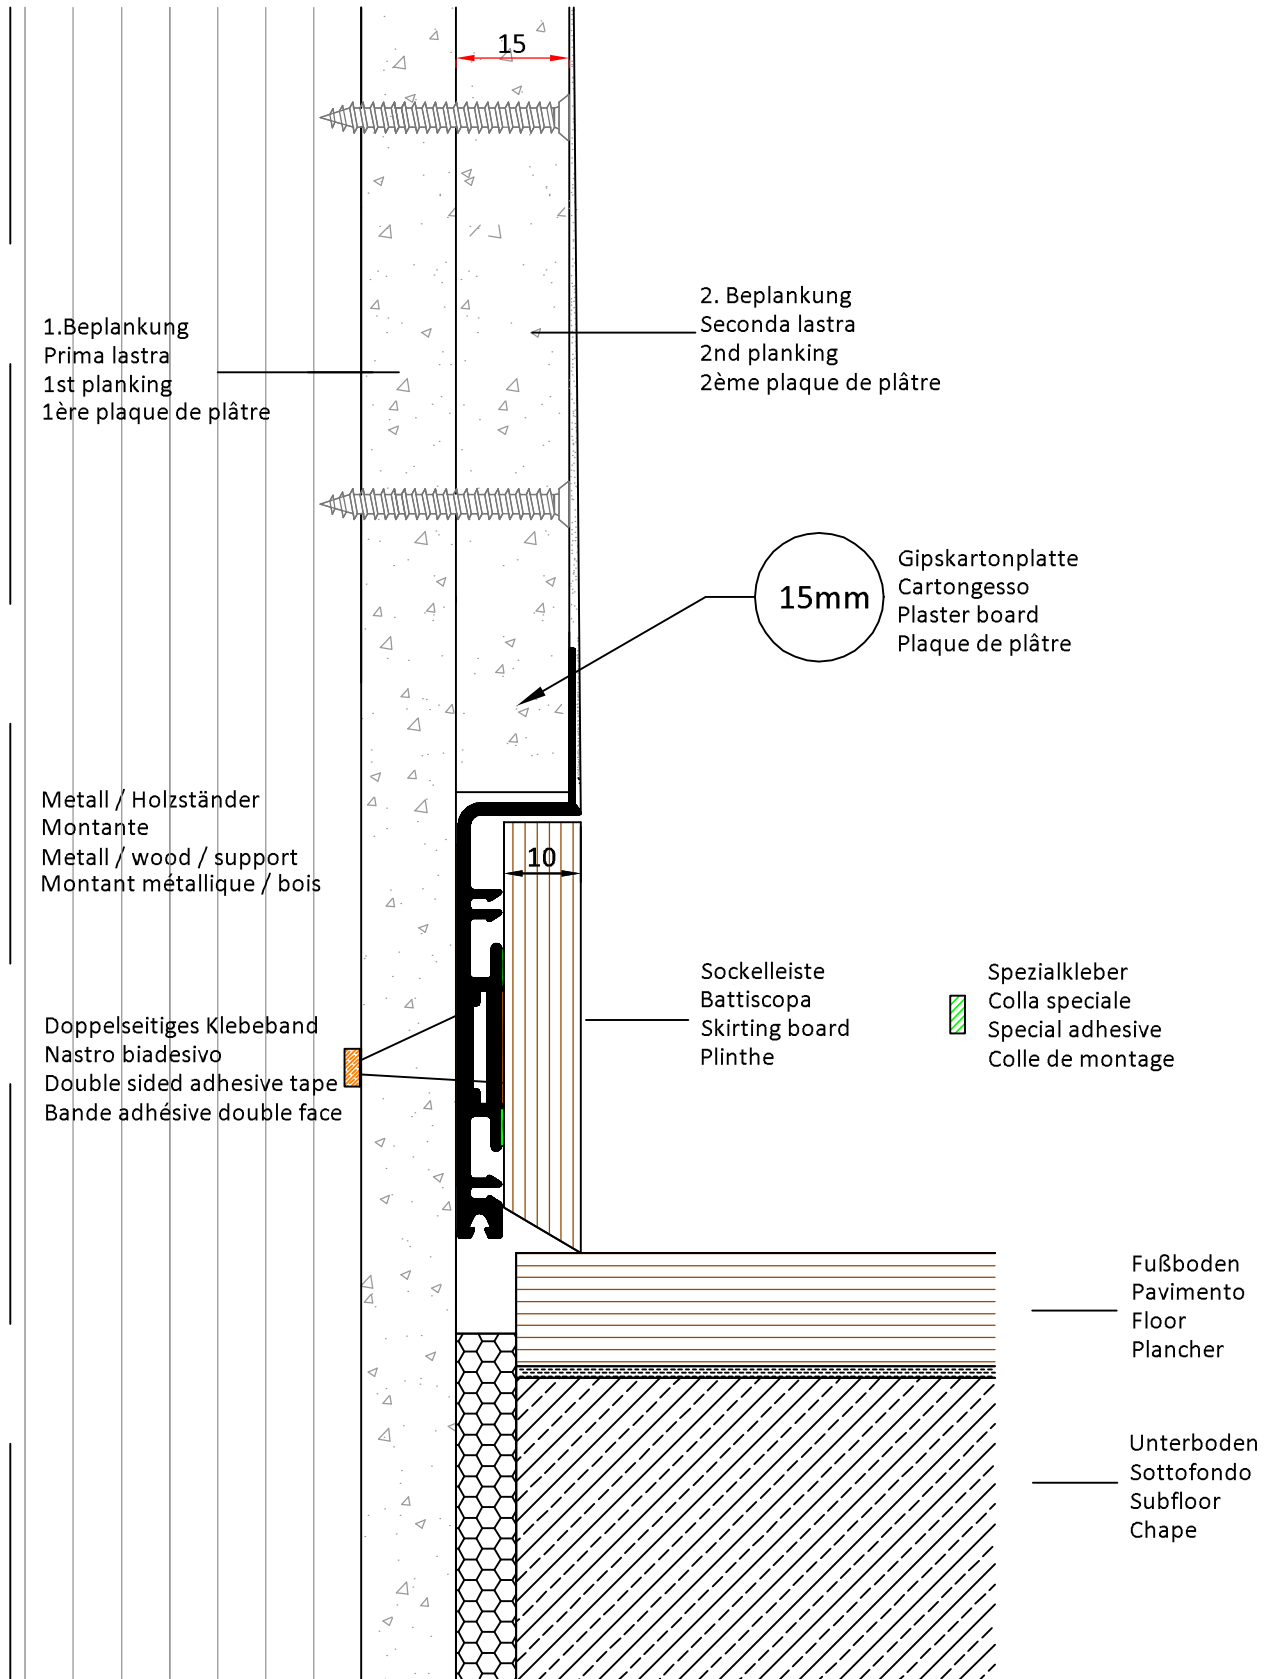 15
2. Beplankung
Seconda lastra
2nd planking
2ème plaque de plâtre
1.Beplankung
Prima lastra
1st planking
1ère plaque de plâtre
15mm
Gipskartonplatte
Cartongesso
Plaster board
Plaque de plâtre
Metall / Holzständer
Montante
Metall / wood / support
Montant métallique / bois
10
Sockelleiste
Battiscopa
Skirting board
Plinthe
Spezialkleber
Colla speciale
Special adhesive
Colle de montage
Doppelseitiges Klebeband
Nastro biadesivo
Double sided adhesive tape
Bande adhésive double face
Fußboden
Pavimento
Floor
Plancher
Unterboden
Sottofondo
Subfloor
Chape